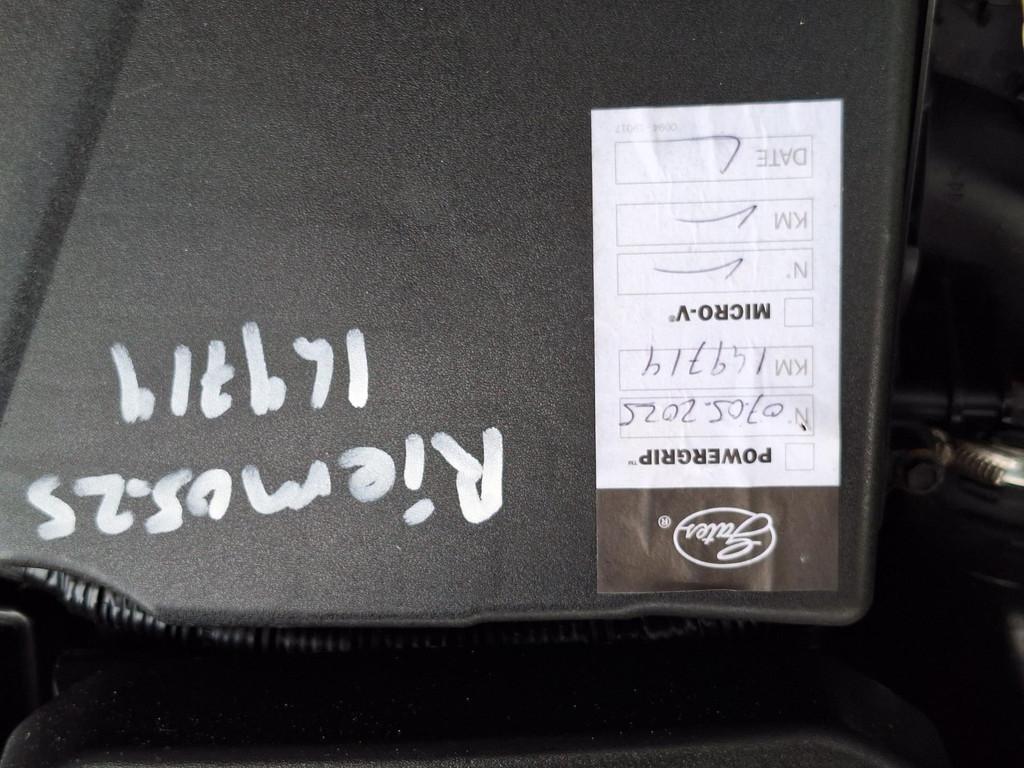 Riem 05.25
149714
Gates®
POWERGRIP™
N° 07.05.2025
KM 149714
MICRO-V®
N°
KM
DATE